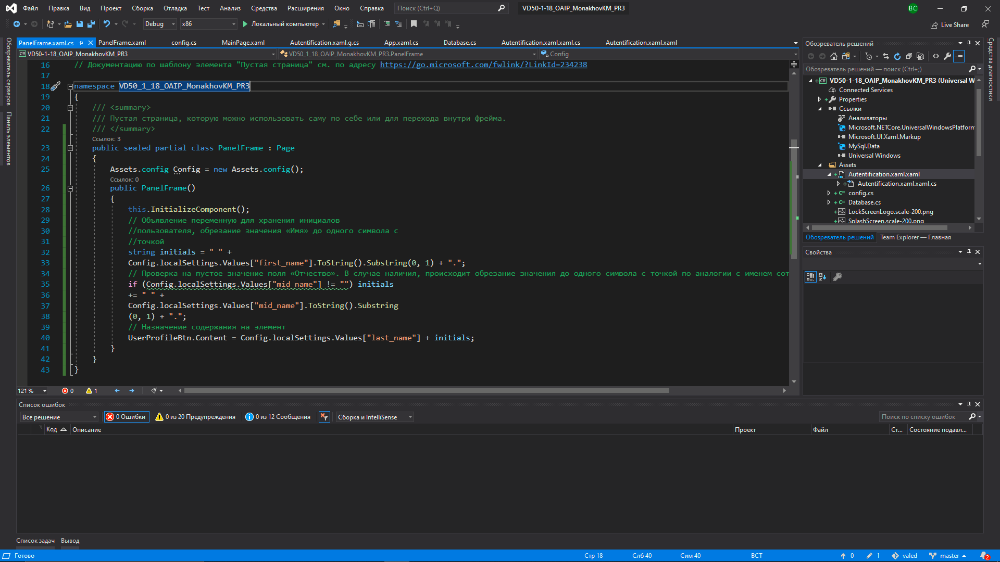 Файл Правка Вид Проект Сборка Отладка Тест Анализ Средства Расширения Окно Справка Поиск (Ctrl+Q) VD50-1-18_OAIP_MonakhovKM_PR3 ВС
Debug x86 Локальный компьютер Live Share
Обозреватель серверов
Панель элементов
PanelFrame.xaml.cs PanelFrame.xaml config.cs MainPage.xaml Autentification.xaml.g.cs App.xaml.cs Database.cs Autentification.xaml.xaml.cs Autentification.xaml.xaml
VD50-1-18_OAIP_MonakhovKM_PR3 VD50_1_18_OAIP_MonakhovKM_PR3.PanelFrame Config
16 // Документацию по шаблону элемента "Пустая страница" см. по адресу https://go.microsoft.com/fwlink/?LinkId=234238
17
18 namespace VD50_1_18_OAIP_MonakhovKM_PR3
19 {
20 /// <summary>
21 /// Пустая страница, которую можно использовать саму по себе или для перехода внутри фрейма.
22 /// </summary>
Ссылок: 3
23 public sealed partial class PanelFrame : Page
24 {
25 Assets.config Config = new Assets.config();
Ссылок: 0
26 public PanelFrame()
27 {
28 this.InitializeComponent();
29 // Объявление переменную для хранения инициалов
30 //пользователя, обрезание значения «Имя» до одного символа с
31 //точкой
32 string initials = " " +
33 Config.localSettings.Values["first_name"].ToString().Substring(0, 1) + ".";
34 // Проверка на пустое значение поля «Отчество». В случае наличия, происходит обрезание значения до одного символа с точкой по аналогии с именем сот
35 if (Config.localSettings.Values["mid_name"] != "") initials
36 += " " +
37 Config.localSettings.Values["mid_name"].ToString().Substring
38 (0, 1) + ".";
39 // Назначение содержания на элемент
40 UserProfileBtn.Content = Config.localSettings.Values["last_name"] + initials;
41 }
42 }
43 }
121 % 0 1
Обозреватель решений
Обозреватель решений — поиск (Ctrl+;)
VD50-1-18_OAIP_MonakhovKM_PR3 (Universal W
Connected Services
Properties
Ссылки
Анализаторы
Microsoft.NETCore.UniversalWindowsPlatform
Microsoft.UI.Xaml.Markup
MySql.Data
Universal Windows
Assets
Autentification.xaml.xaml
Autentification.xaml.xaml.cs
config.cs
Database.cs
LockScreenLogo.scale-200.png
SplashScreen.scale-200.png
Обозреватель решений Team Explorer — Главная
Свойства
Средства диагностики
Список ошибок
Все решение 0 Ошибки 0 из 20 Предупреждения 0 из 12 Сообщения Сборка и IntelliSense Поиск по списку ошибок
Код Описание Проект Файл Ст... Состояние подавл...
Список задач Вывод
Готово Стр 18 Слб 40 Сим 40 ВСТ 0 1 valed master 2